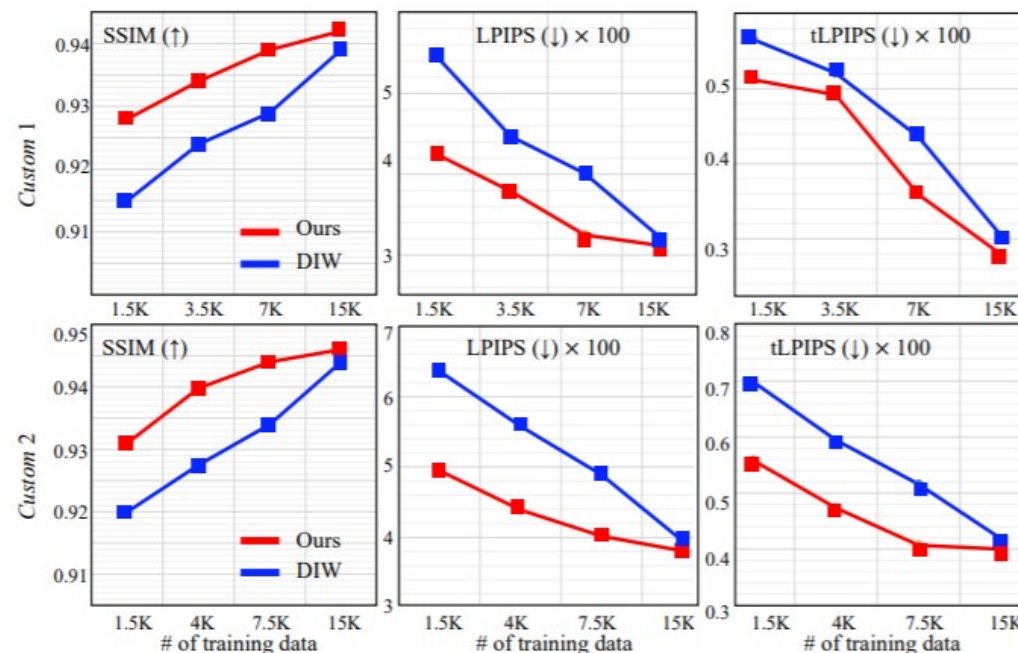 SSIM (↑)
LPIPS (↓) × 100
tLPIPS (↓) × 100
0.94
0.93
0.92
0.91
Custom 1
Ours
DIW
5
4
3
0.5
0.4
0.3
1.5K 3.5K 7K 15K
1.5K 3.5K 7K 15K
1.5K 3.5K 7K 15K
SSIM (↑)
LPIPS (↓) × 100
tLPIPS (↓) × 100
0.95
0.94
0.93
0.92
0.91
Custom 2
Ours
DIW
7
6
5
4
3
0.8
0.7
0.6
0.5
0.4
0.3
1.5K 4K 7.5K 15K
1.5K 4K 7.5K 15K
1.5K 4K 7.5K 15K
# of training data
# of training data
# of training data